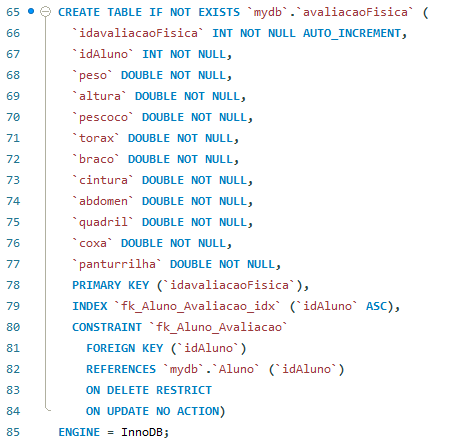 65 CREATE TABLE IF NOT EXISTS `mydb`.`avaliacaoFisica` (
66 `idavaliacaoFisica` INT NOT NULL AUTO_INCREMENT,
67 `idAluno` INT NOT NULL,
68 `peso` DOUBLE NOT NULL,
69 `altura` DOUBLE NOT NULL,
70 `pescoco` DOUBLE NOT NULL,
71 `torax` DOUBLE NOT NULL,
72 `braco` DOUBLE NOT NULL,
73 `cintura` DOUBLE NOT NULL,
74 `abdomen` DOUBLE NOT NULL,
75 `quadril` DOUBLE NOT NULL,
76 `coxa` DOUBLE NOT NULL,
77 `panturrilha` DOUBLE NOT NULL,
78 PRIMARY KEY (`idavaliacaoFisica`),
79 INDEX `fk_Aluno_Avaliacao_idx` (`idAluno` ASC),
80 CONSTRAINT `fk_Aluno_Avaliacao`
81 FOREIGN KEY (`idAluno`)
82 REFERENCES `mydb`.`Aluno` (`idAluno`)
83 ON DELETE RESTRICT
84 ON UPDATE NO ACTION)
85 ENGINE = InnoDB;